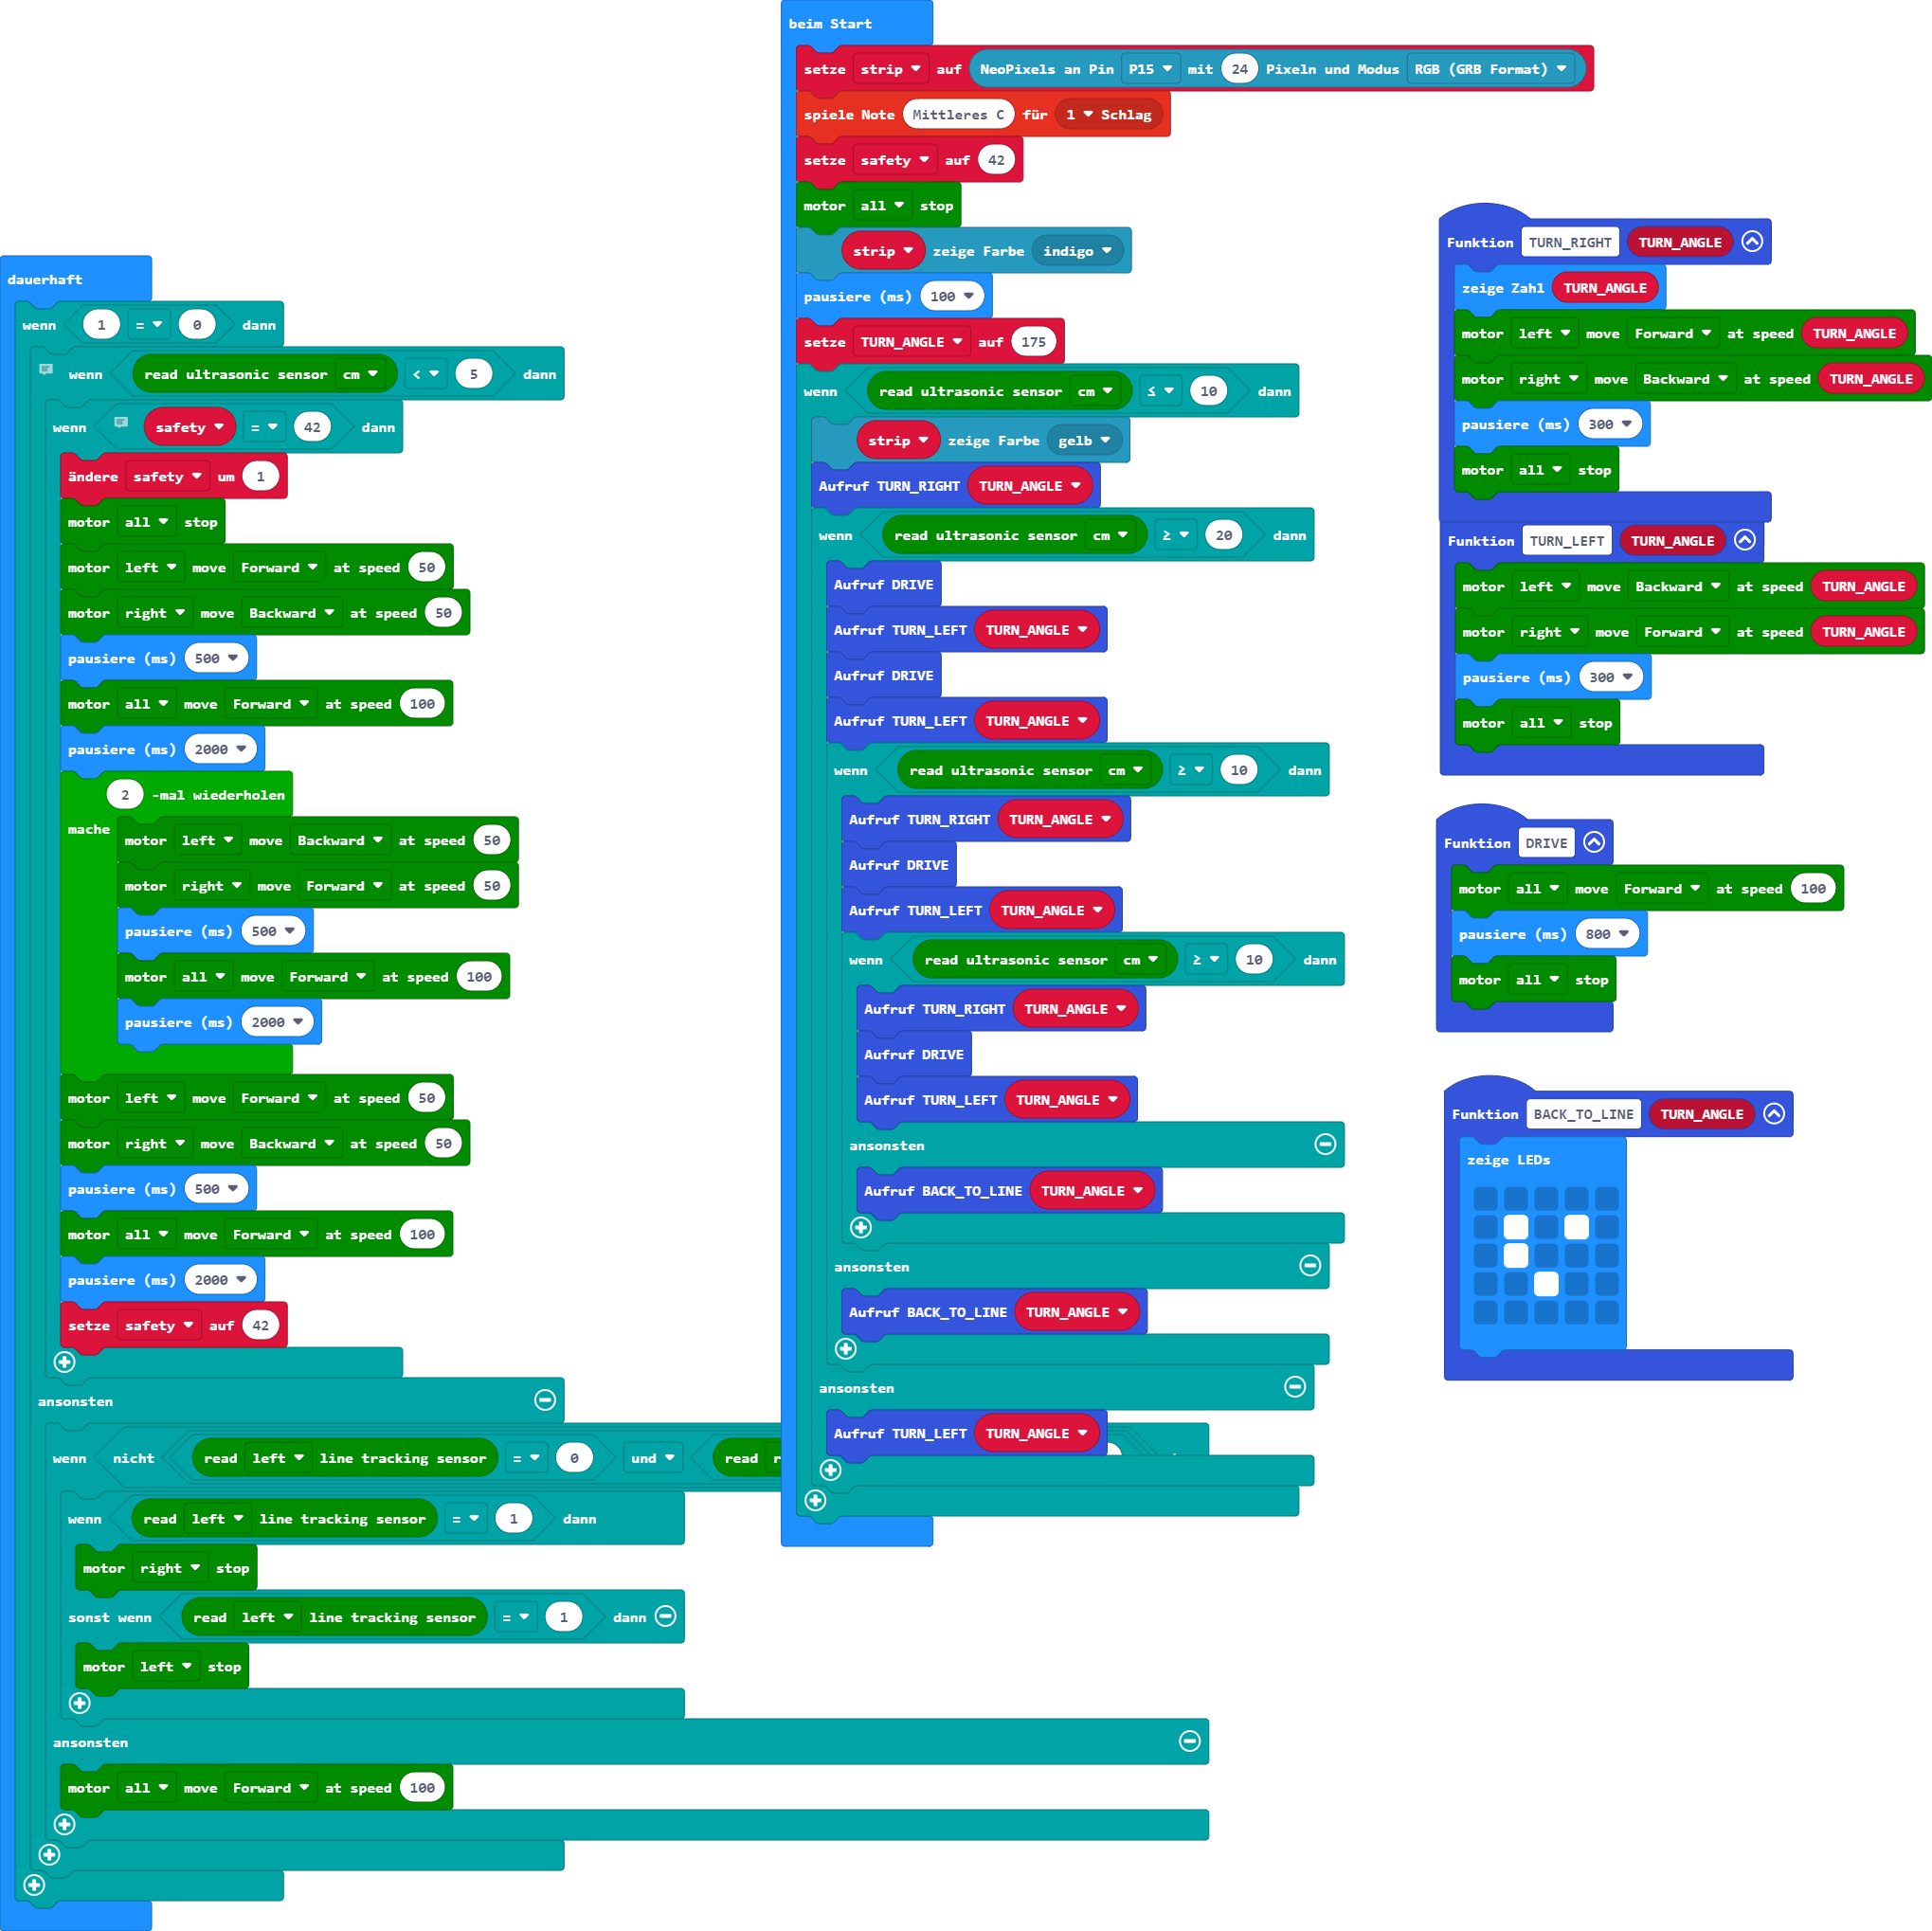 dauerhaft
wenn 1 = 0 dann
wenn read ultrasonic sensor cm < 5 dann
wenn safety = 42 dann
ändere safety um 1
motor all stop
motor left move Forward at speed 50
motor right move Backward at speed 50
pausiere (ms) 500
motor all move Forward at speed 100
pausiere (ms) 2000
2 -mal wiederholen
mache
motor left move Backward at speed 50
motor right move Forward at speed 50
pausiere (ms) 500
motor all move Forward at speed 100
pausiere (ms) 2000
motor left move Forward at speed 50
motor right move Backward at speed 50
pausiere (ms) 500
motor all move Forward at speed 100
pausiere (ms) 2000
setze safety auf 42
ansonsten
wenn nicht read left line tracking sensor = 0 und read
wenn read left line tracking sensor = 1 dann
motor right stop
sonst wenn read left line tracking sensor = 1 dann
motor left stop
ansonsten
motor all move Forward at speed 100
beim Start
setze strip auf NeoPixels an Pin P15 mit 24 Pixeln und Modus RGB (GRB Format)
spiele Note Mittleres C für 1 Schlag
setze safety auf 42
motor all stop
strip zeige Farbe indigo
pausiere (ms) 100
setze TURN_ANGLE auf 175
wenn read ultrasonic sensor cm ≤ 10 dann
strip zeige Farbe gelb
Aufruf TURN_RIGHT TURN_ANGLE
wenn read ultrasonic sensor cm ≥ 20 dann
Aufruf DRIVE
Aufruf TURN_LEFT TURN_ANGLE
Aufruf DRIVE
Aufruf TURN_LEFT TURN_ANGLE
wenn read ultrasonic sensor cm ≥ 10 dann
Aufruf TURN_RIGHT TURN_ANGLE
Aufruf DRIVE
Aufruf TURN_LEFT TURN_ANGLE
wenn read ultrasonic sensor cm ≥ 10 dann
Aufruf TURN_RIGHT TURN_ANGLE
Aufruf DRIVE
Aufruf TURN_LEFT TURN_ANGLE
ansonsten
Aufruf BACK_TO_LINE TURN_ANGLE
ansonsten
Aufruf BACK_TO_LINE TURN_ANGLE
ansonsten
Aufruf TURN_LEFT TURN_ANGLE
Funktion TURN_RIGHT TURN_ANGLE
zeige Zahl TURN_ANGLE
motor left move Forward at speed TURN_ANGLE
motor right move Backward at speed TURN_ANGLE
pausiere (ms) 300
motor all stop
Funktion TURN_LEFT TURN_ANGLE
motor left move Backward at speed TURN_ANGLE
motor right move Forward at speed TURN_ANGLE
pausiere (ms) 300
motor all stop
Funktion DRIVE
motor all move Forward at speed 100
pausiere (ms) 800
motor all stop
Funktion BACK_TO_LINE TURN_ANGLE
zeige LEDs